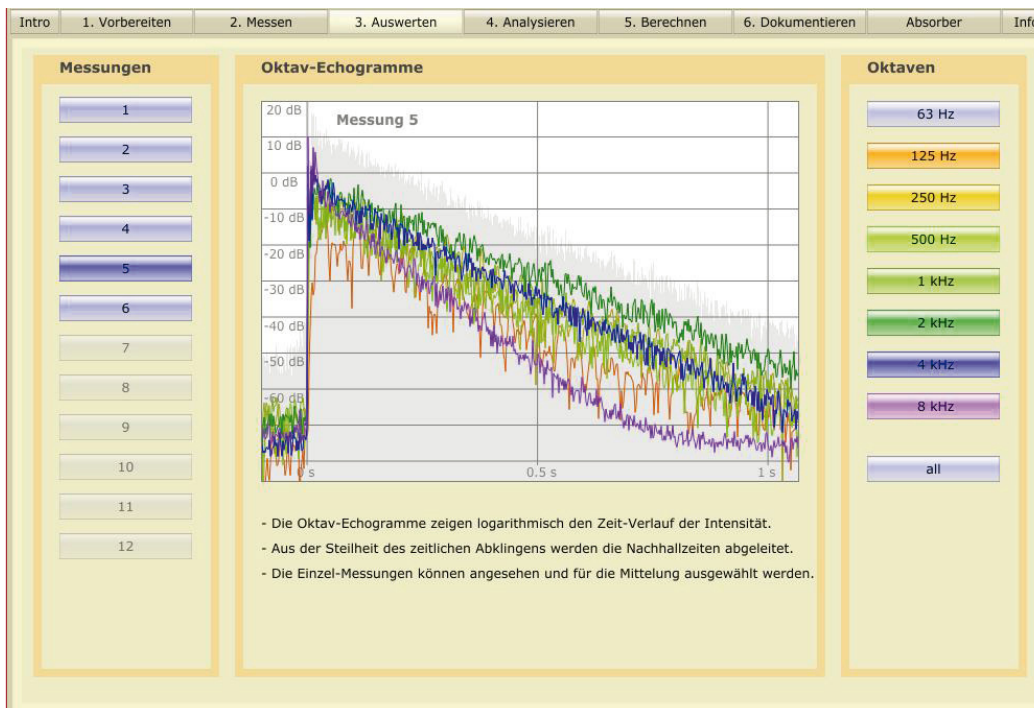 Intro
1. Vorbereiten
2. Messen
3. Auswerten
4. Analysieren
5. Berechnen
6. Dokumentieren
Absorber
Info
Messungen
1
2
3
4
5
6
7
8
9
10
11
12
Oktav-Echogramme
Messung 5
20 dB
10 dB
0 dB
-10 dB
-20 dB
-30 dB
-40 dB
-50 dB
-60 dB
0 s
0.5 s
1 s
- Die Oktav-Echogramme zeigen logarithmisch den Zeit-Verlauf der Intensität.
- Aus der Steilheit des zeitlichen Abklingens werden die Nachhallzeiten abgeleitet.
- Die Einzel-Messungen können angesehen und für die Mittelung ausgewählt werden.
Oktaven
63 Hz
125 Hz
250 Hz
500 Hz
1 kHz
2 kHz
4 kHz
8 kHz
all